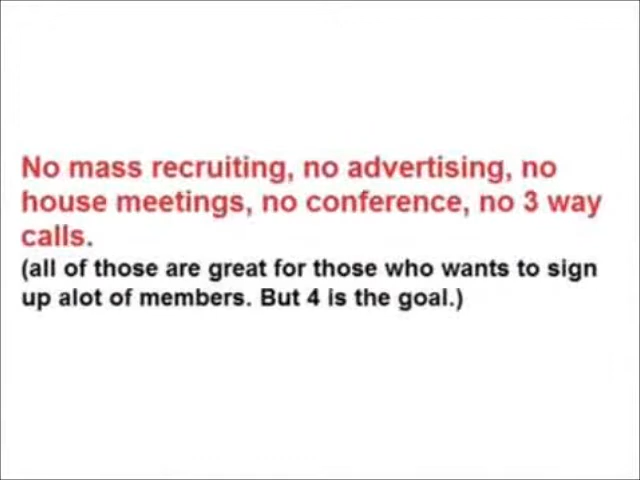 No mass recruiting, no advertising, no
house meetings, no conference, no 3 way
calls.
(all of those are great for those who wants to sign
up alot of members. But 4 is the goal.)